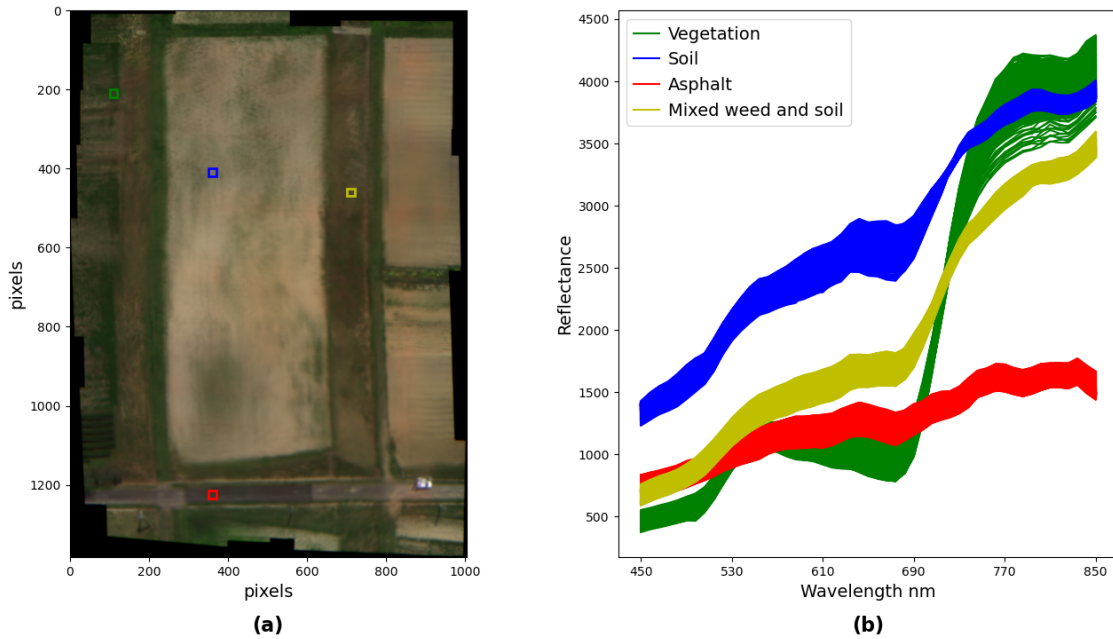 0
200
400
600
800
1000
1200
pixels
0
200
400
600
800
1000
pixels
(a)
4500
4000
3500
3000
2500
2000
1500
1000
500
Reflectance
Vegetation
Soil
Asphalt
Mixed weed and soil
450
530
610
690
770
850
Wavelength nm
(b)